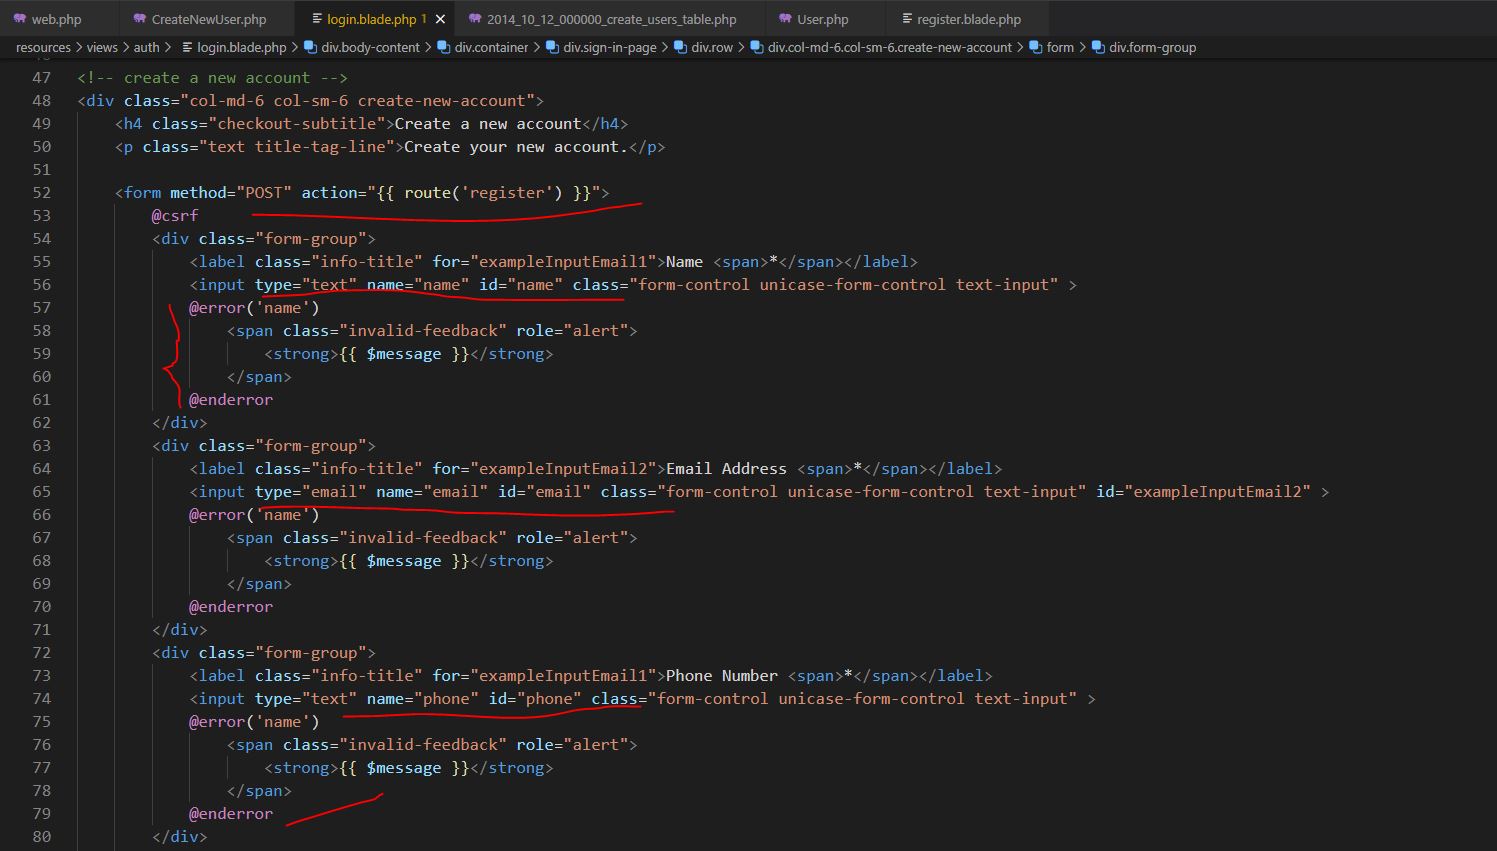 web.php CreateNewUser.php login.blade.php 1 × 2014_10_12_000000_create_users_table.php User.php register.blade.php
resources > views > auth > login.blade.php > div.body-content > div.container > div.sign-in-page > div.row > div.col-md-6.col-sm-6.create-new-account > form > div.form-group
47 <!-- create a new account -->
48 <div class="col-md-6 col-sm-6 create-new-account">
49 <h4 class="checkout-subtitle">Create a new account</h4>
50 <p class="text title-tag-line">Create your new account.</p>
51
52 <form method="POST" action="{{ route('register') }}">
53 @csrf
54 <div class="form-group">
55 <label class="info-title" for="exampleInputEmail1">Name <span>*</span></label>
56 <input type="text" name="name" id="name" class="form-control unicase-form-control text-input" >
57 @error('name')
58 <span class="invalid-feedback" role="alert">
59 <strong>{{ $message }}</strong>
60 </span>
61 @enderror
62 </div>
63 <div class="form-group">
64 <label class="info-title" for="exampleInputEmail2">Email Address <span>*</span></label>
65 <input type="email" name="email" id="email" class="form-control unicase-form-control text-input" id="exampleInputEmail2" >
66 @error('name')
67 <span class="invalid-feedback" role="alert">
68 <strong>{{ $message }}</strong>
69 </span>
70 @enderror
71 </div>
72 <div class="form-group">
73 <label class="info-title" for="exampleInputEmail1">Phone Number <span>*</span></label>
74 <input type="text" name="phone" id="phone" class="form-control unicase-form-control text-input" >
75 @error('name')
76 <span class="invalid-feedback" role="alert">
77 <strong>{{ $message }}</strong>
78 </span>
79 @enderror
80 </div>